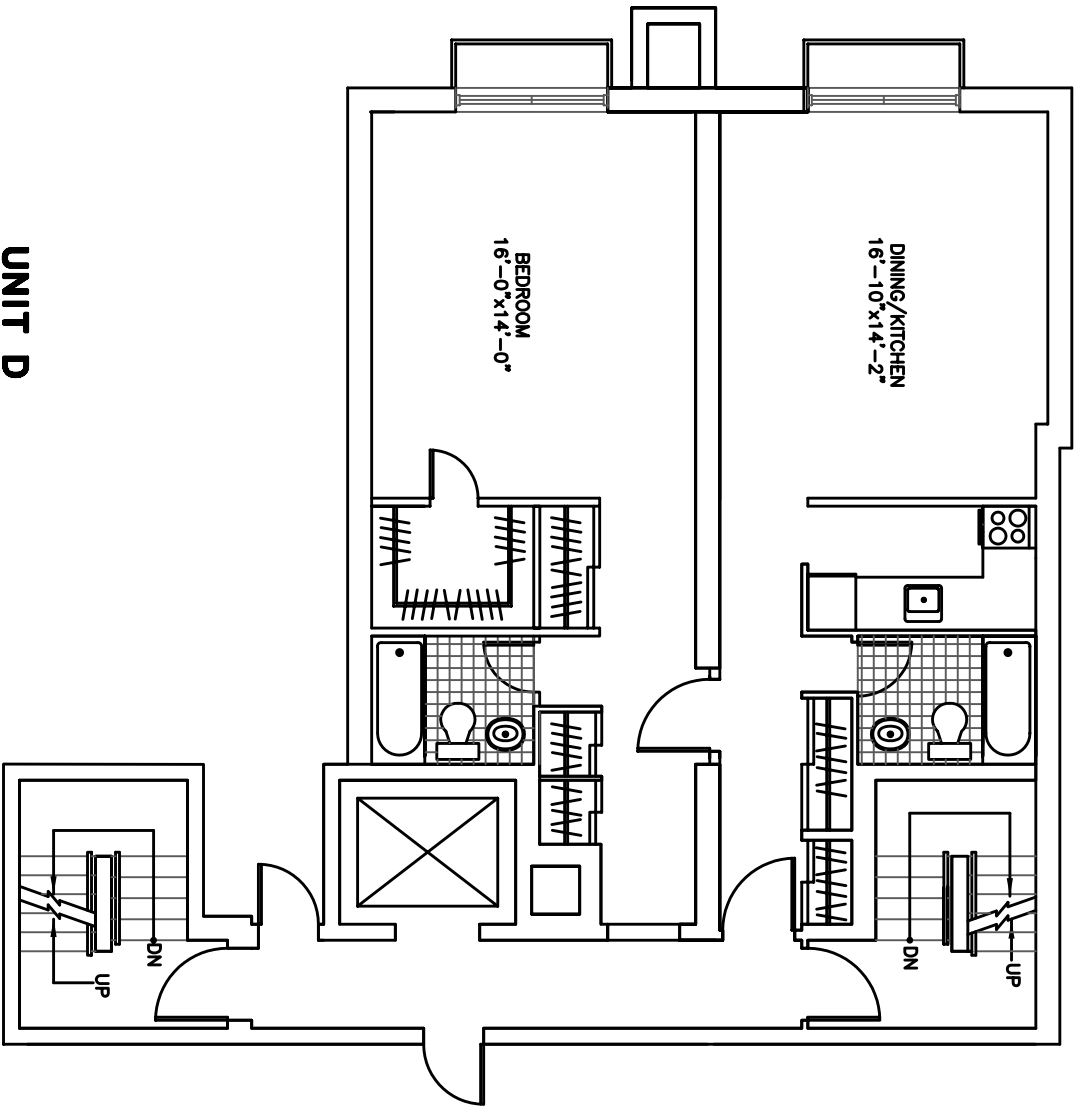 DINING/KITCHEN
16'-10"x14'-2"
BEDROOM
16'-0"x14'-0"
UP
DN
DN
UP
UNIT D